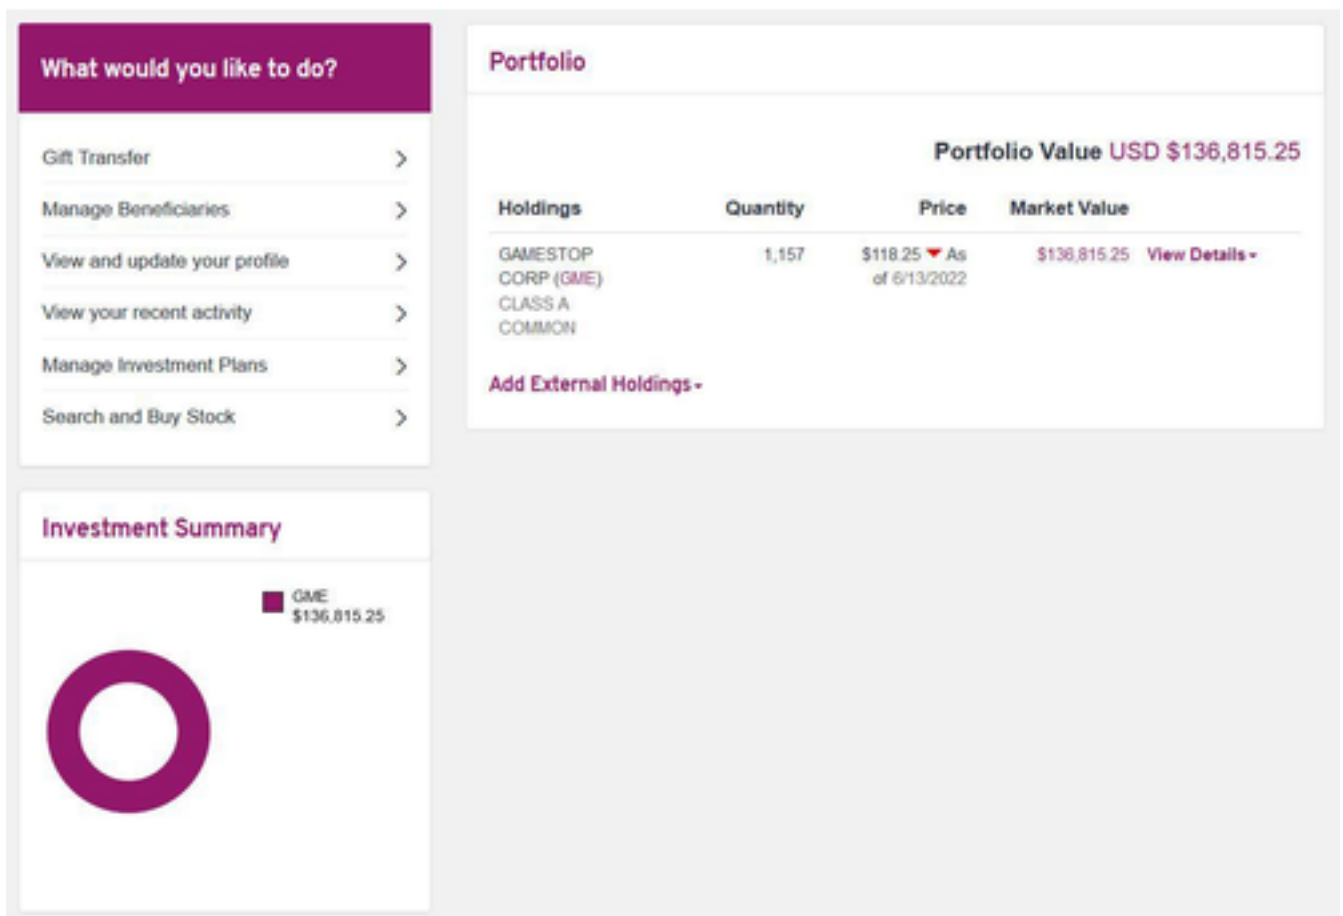 What would you like to do?
Gift Transfer
Manage Beneficiaries
View and update your profile
View your recent activity
Manage Investment Plans
Search and Buy Stock
Investment Summary
GME
$136,815.25
Portfolio
Portfolio Value USD $136,815.25
Holdings Quantity Price Market Value
GAMESTOP 1,157 $118.25 As $136,815.25 View Details
CORP (GME) of 6/13/2022
CLASS A
COMMON
Add External Holdings